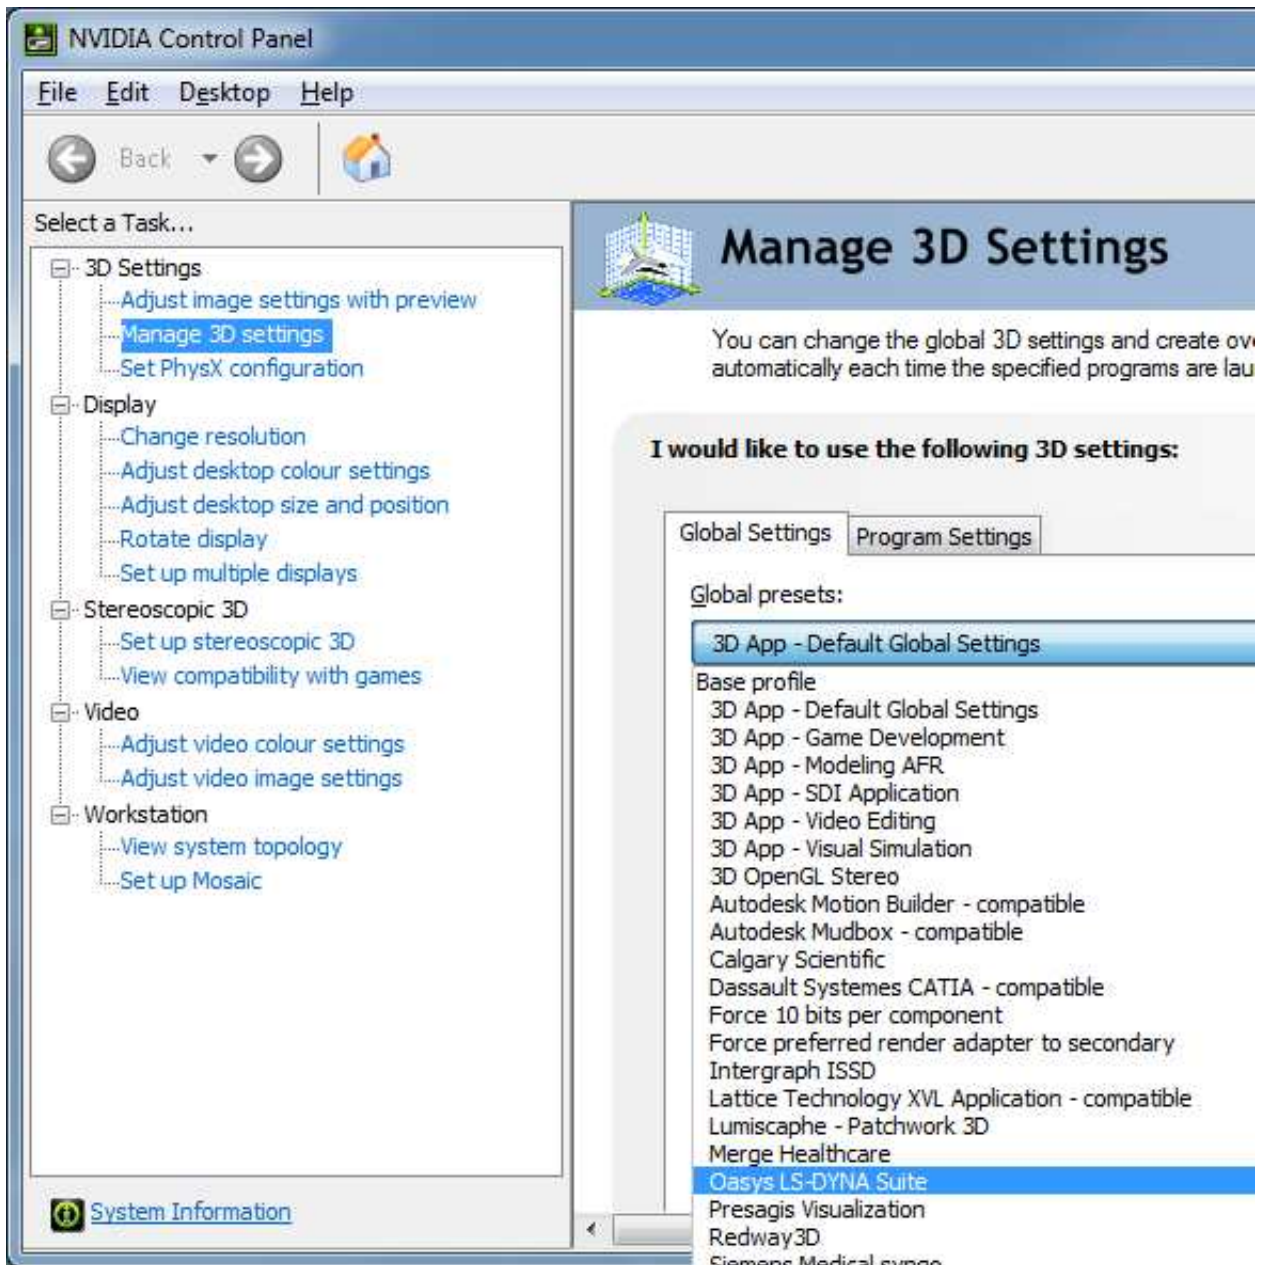 NVIDIA Control Panel
File Edit Desktop Help
Back
Select a Task...
3D Settings
Adjust image settings with preview
Manage 3D settings
Set PhysX configuration
Display
Change resolution
Adjust desktop colour settings
Adjust desktop size and position
Rotate display
Set up multiple displays
Stereoscopic 3D
Set up stereoscopic 3D
View compatibility with games
Video
Adjust video colour settings
Adjust video image settings
Workstation
View system topology
Set up Mosaic
System Information
Manage 3D Settings
You can change the global 3D settings and create ov
automatically each time the specified programs are lau
I would like to use the following 3D settings:
Global Settings Program Settings
Global presets:
3D App - Default Global Settings
Base profile
3D App - Default Global Settings
3D App - Game Development
3D App - Modeling AFR
3D App - SDI Application
3D App - Video Editing
3D App - Visual Simulation
3D OpenGL Stereo
Autodesk Motion Builder - compatible
Autodesk Mudbox - compatible
Calgary Scientific
Dassault Systemes CATIA - compatible
Force 10 bits per component
Force preferred render adapter to secondary
Intergraph ISSD
Lattice Technology XVL Application - compatible
Lumiscaphe - Patchwork 3D
Merge Healthcare
Oasys LS-DYNA Suite
Presagis Visualization
Redway3D
Siemens Medical syngo